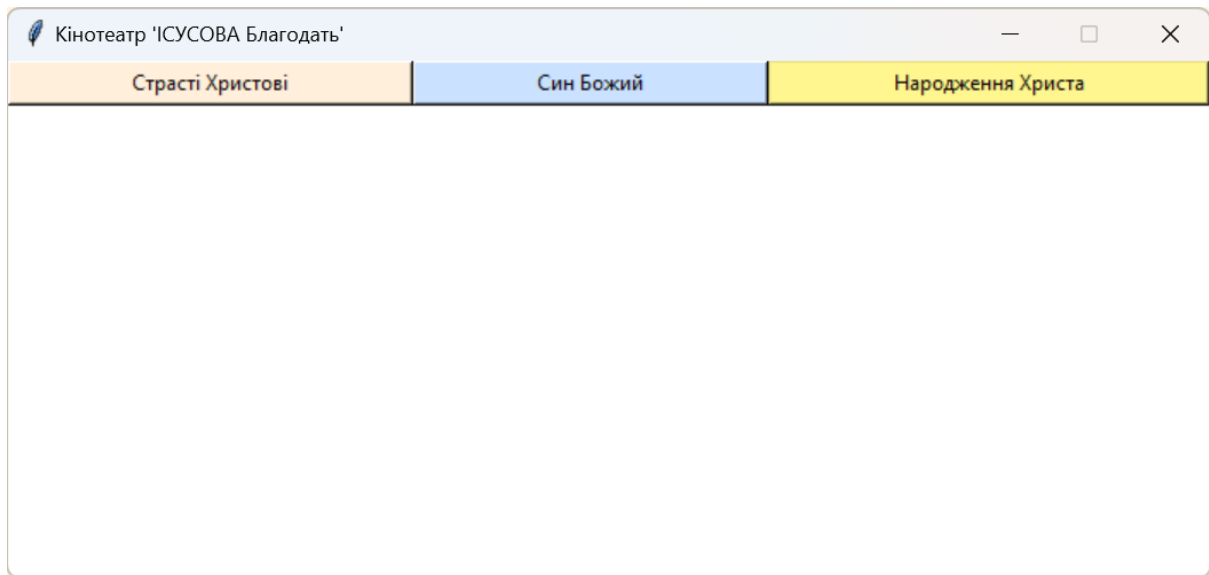 Кінотеатр 'ІСУСОВА Благодать'
Страсті Христові Син Божий Народження Христа